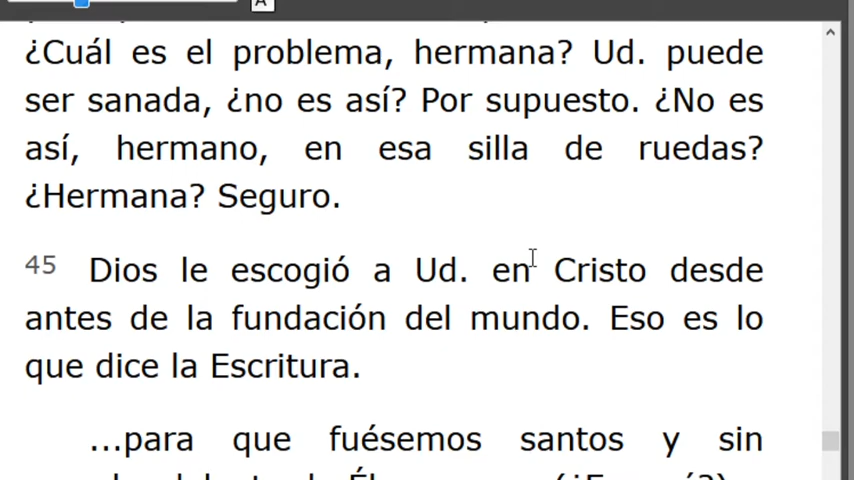 A
¿Cuál es el problema, hermana? Ud. puede
ser sanada, ¿no es así? Por supuesto. ¿No es
así, hermano, en esa silla de ruedas?
¿Hermana? Seguro.
45 Dios le escogió a Ud. en Cristo desde
antes de la fundación del mundo. Eso es lo
que dice la Escritura.
...para que fuésemos santos y sin